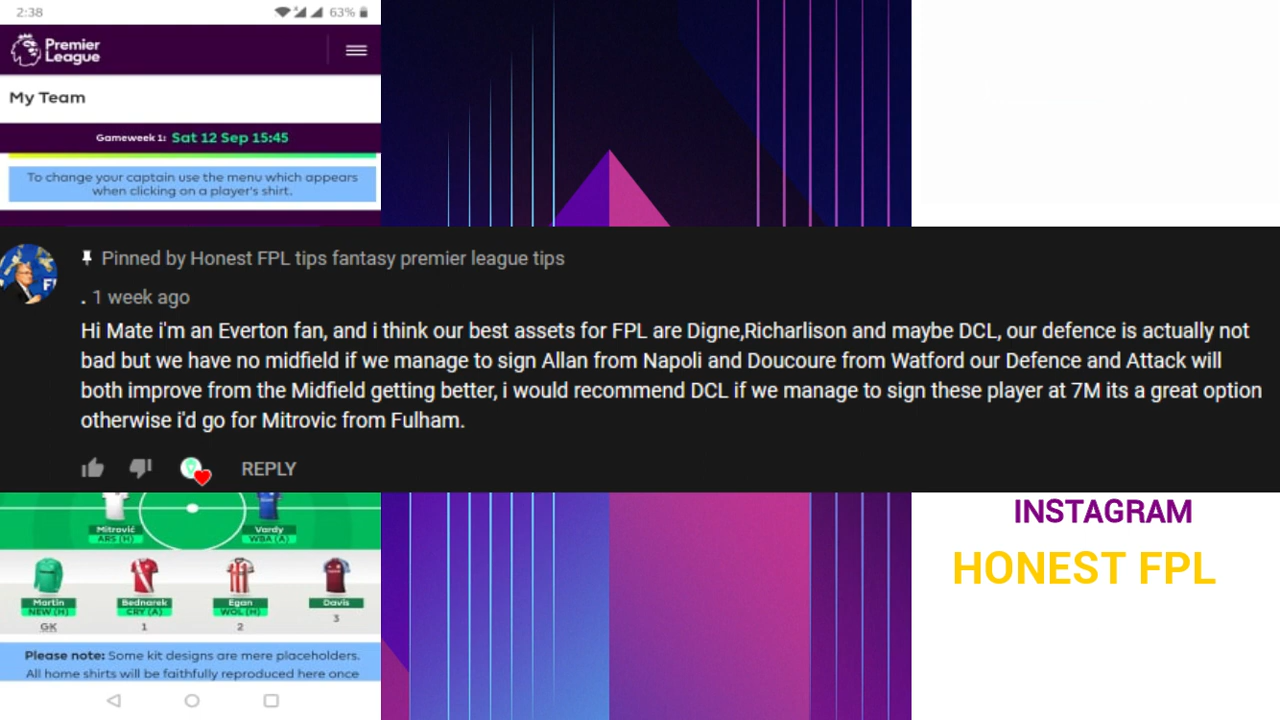 2:38
63%
Premier
League
My Team
Gameweek 1: Sat 12 Sep 15:45
To change your captain use the menu which appears
when clicking on a player's shirt.
Pinned by Honest FPL tips fantasy premier league tips
. 1 week ago
Hi Mate i'm an Everton fan, and i think our best assets for FPL are Digne,Richarlison and maybe DCL, our defence is actually not
bad but we have no midfield if we manage to sign Allan from Napoli and Doucoure from Watford our Defence and Attack will
both improve from the Midfield getting better, i would recommend DCL if we manage to sign these player at 7M its a great option
otherwise i'd go for Mitrovic from Fulham.
REPLY
INSTAGRAM
HONEST FPL
Mitrović Vardy
ARS (H) WBA (A)
Martin Bednarek Egan Davis
NEW (H) CRY (A) WOL (H)
GK 1 2 3
Please note: Some kit designs are mere placeholders.
All home shirts will be faithfully reproduced here once